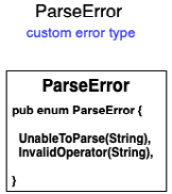 ParseError
custom error type
ParseError
pub enum ParseError {
UnableToParse(String),
InvalidOperator(String),
}